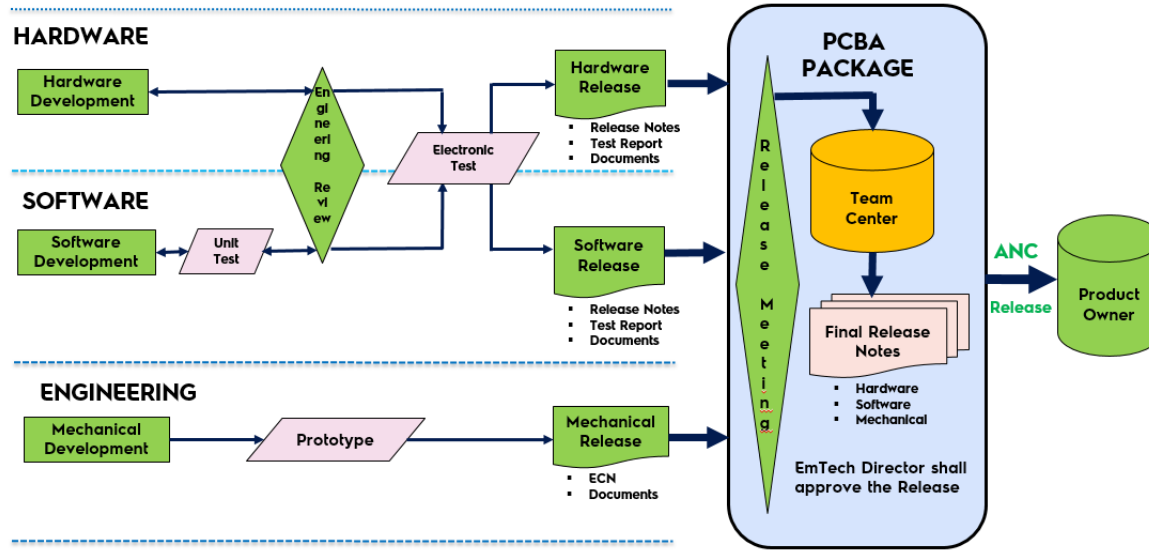 HARDWARE
Hardware
Development
En
gi
ne
eri
ng
Re
vi
ew
Electronic
Test
Hardware
Release
▪ Release Notes
▪ Test Report
▪ Documents
SOFTWARE
Software
Development
Unit
Test
Software
Release
▪ Release Notes
▪ Test Report
▪ Documents
ENGINEERING
Mechanical
Development
Prototype
Mechanical
Release
▪ ECN
▪ Documents
PCBA
PACKAGE
R
e
l
e
a
s
e
M
e
e
t
i
n
g
Team
Center
Final Release
Notes
▪ Hardware
▪ Software
▪ Mechanical
EmTech Director shall
approve the Release
ANC
Release
Product
Owner